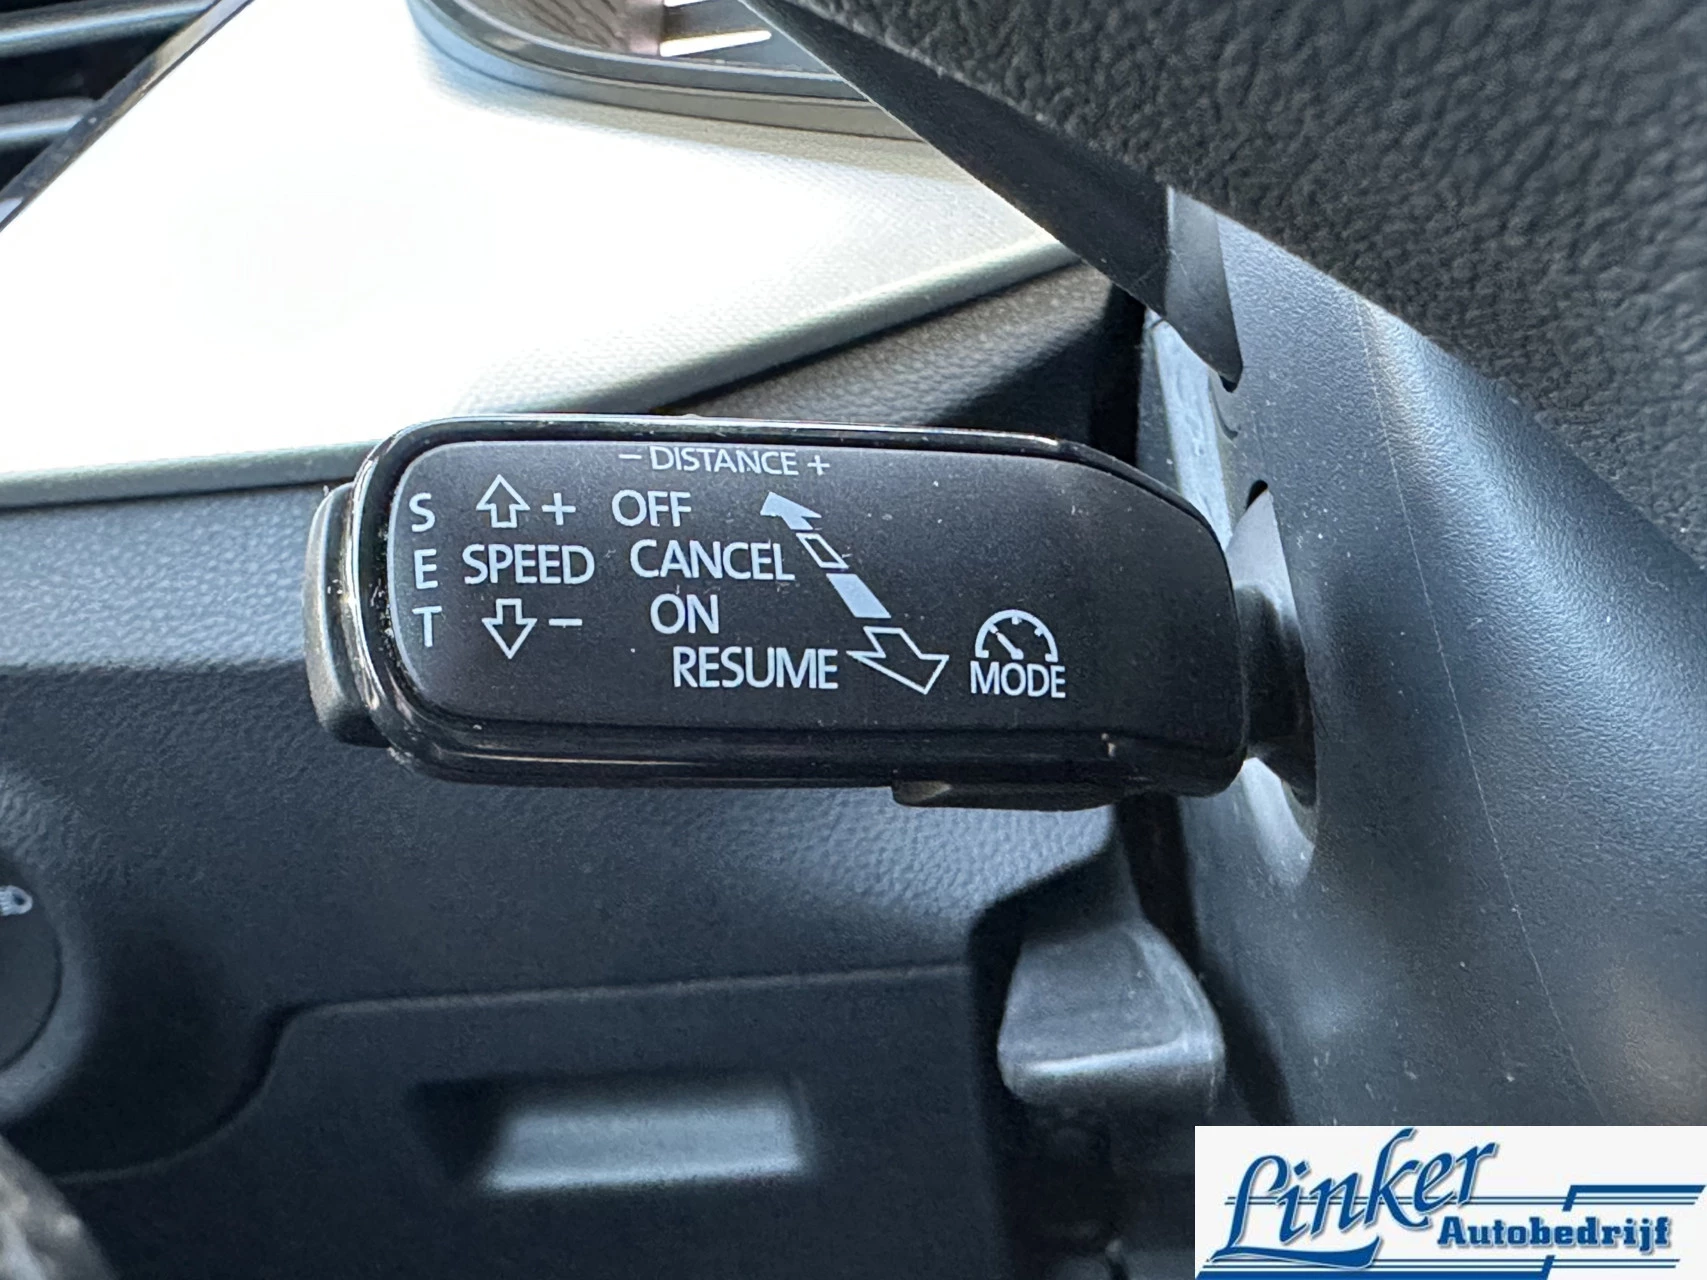 - DISTANCE +
S + OFF
E SPEED CANCEL
T - ON
RESUME MODE
Linker
Autobedrijf